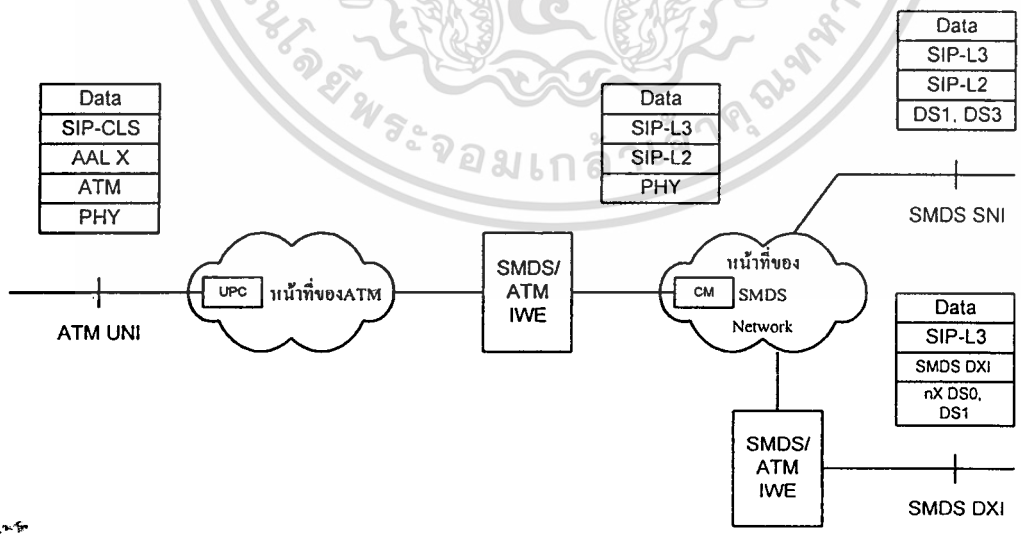 Data
SIP-CLS
AAL X
ATM
PHY
Data
SIP-L3
SIP-L2
PHY
Data
SIP-L3
SIP-L2
DS1, DS3
SMDS SNI
ATM UNI
UPC
หน้าที่ของATM
SMDS/
ATM
IWE
หน้าที่ของ
CM
SMDS
Network
Data
SIP-L3
SMDS DXI
nX DS0,
DS1
SMDS/
ATM
IWE
SMDS DXI